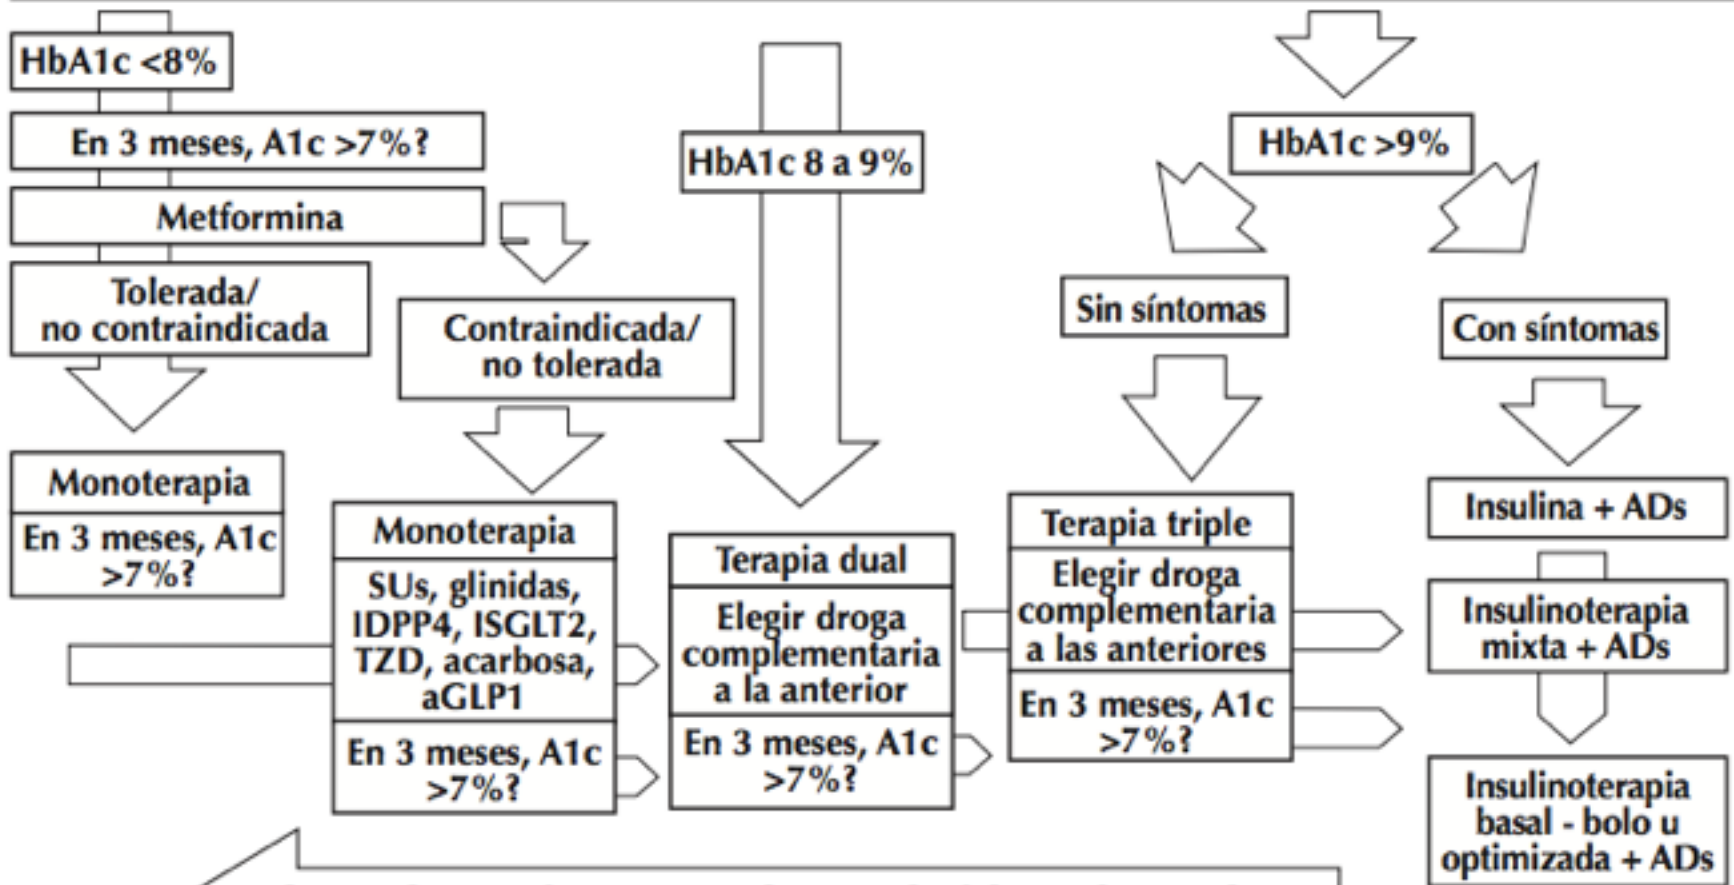 HbA1c <8%
En 3 meses, A1c >7%?
Metformina
Tolerada/
no contraindicada
Monoterapia
En 3 meses, A1c
>7%?
Contraindicada/
no tolerada
Monoterapia
SUs, glinidas,
IDPP4, ISGLT2,
TZD, acarbosa,
aGLP1
En 3 meses, A1c
>7%?
HbA1c 8 a 9%
Terapia dual
Elegir droga
complementaria
a la anterior
En 3 meses, A1c
>7%?
HbA1c >9%
Sin síntomas
Terapia triple
Elegir droga
complementaria
a las anteriores
En 3 meses, A1c
>7%?
Con síntomas
Insulina + ADs
Insulinoterapia
mixta + ADs
Insulinoterapia
basal - bolo u
optimizada + ADs